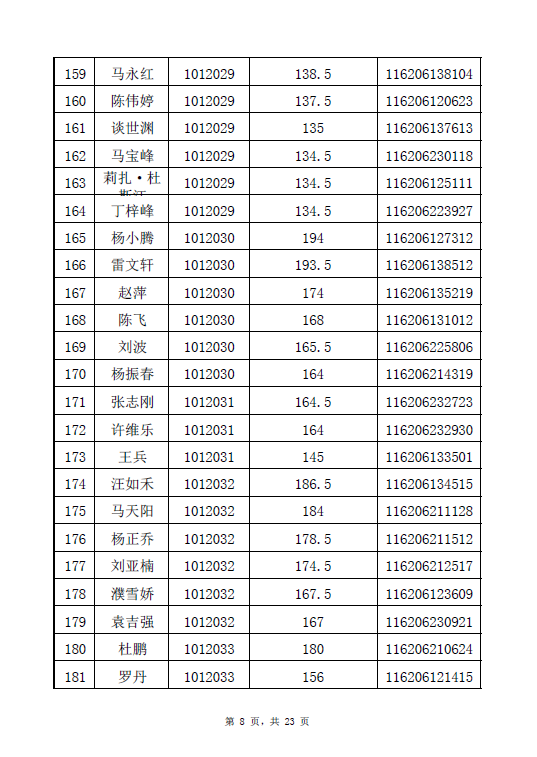 159 马永红 1012029 138.5 116206138104
160 陈伟婷 1012029 137.5 116206120623
161 谈世渊 1012029 135 116206137613
162 马宝峰 1012029 134.5 116206230118
163 莉扎·杜 1012029 134.5 116206125111
164 丁梓峰 1012029 134.5 116206223927
165 杨小腾 1012030 194 116206127312
166 雷文轩 1012030 193.5 116206138512
167 赵萍 1012030 174 116206135219
168 陈飞 1012030 168 116206131012
169 刘波 1012030 165.5 116206225806
170 杨振春 1012030 164 116206214319
171 张志刚 1012031 164.5 116206232723
172 许维乐 1012031 164 116206232930
173 王兵 1012031 145 116206133501
174 汪如禾 1012032 186.5 116206134515
175 马天阳 1012032 184 116206211128
176 杨正乔 1012032 178.5 116206211512
177 刘亚楠 1012032 174.5 116206212517
178 濮雪娇 1012032 167.5 116206123609
179 袁吉强 1012032 167 116206230921
180 杜鹏 1012033 180 116206210624
181 罗丹 1012033 156 116206121415
第 8 页，共 23 页